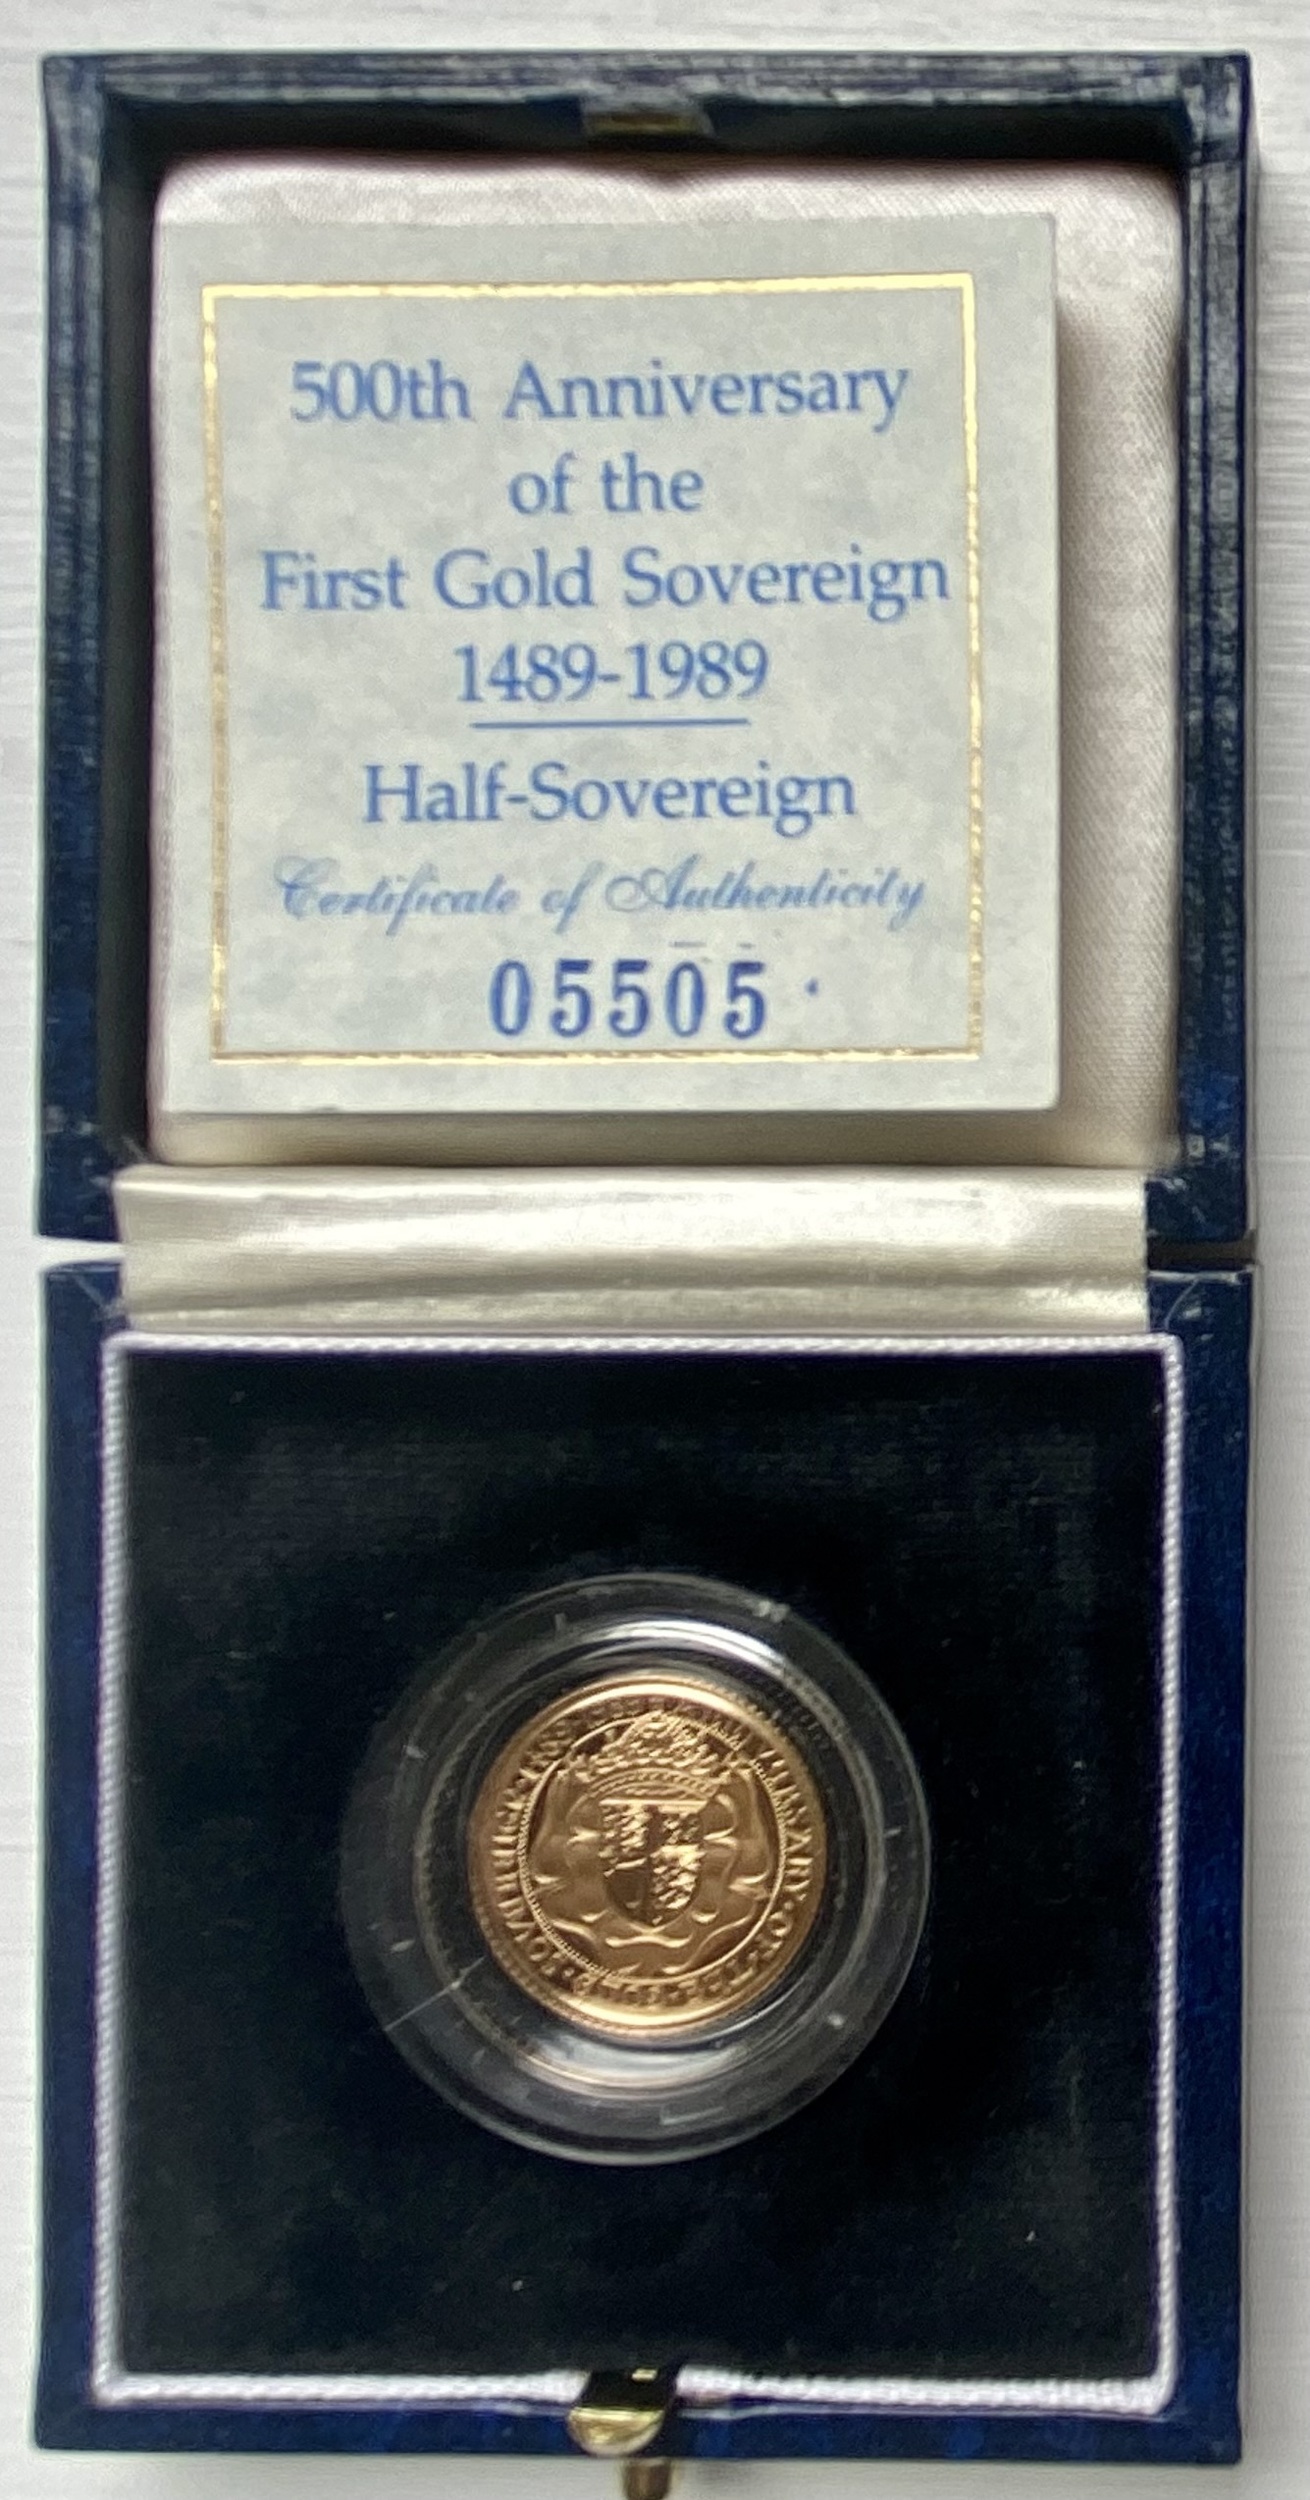 500th Anniversary
of the
First Gold Sovereign
1489-1989
Half-Sovereign
Certificate of Authenticity
05505